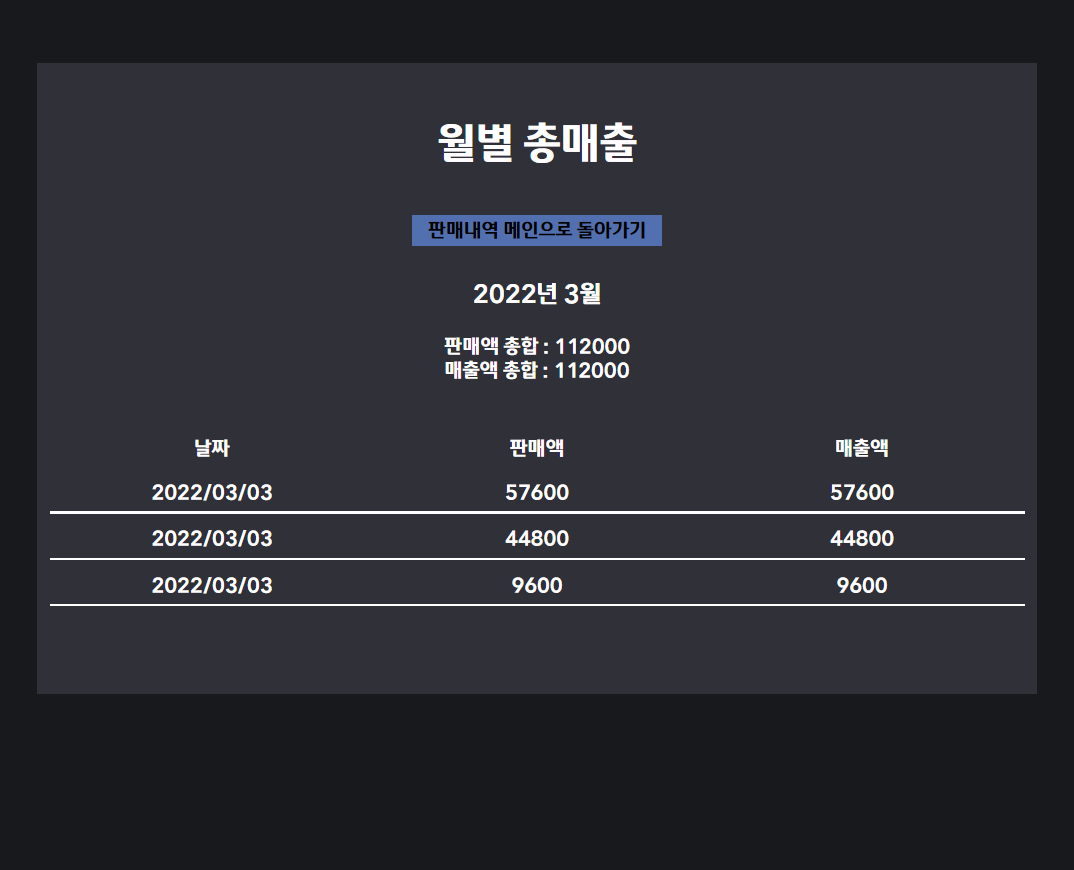 월별 총매출
판매내역 메인으로 돌아가기
2022년 3월
판매액 총합 : 112000
매출액 총합 : 112000
날짜 판매액 매출액
2022/03/03 57600 57600
2022/03/03 44800 44800
2022/03/03 9600 9600